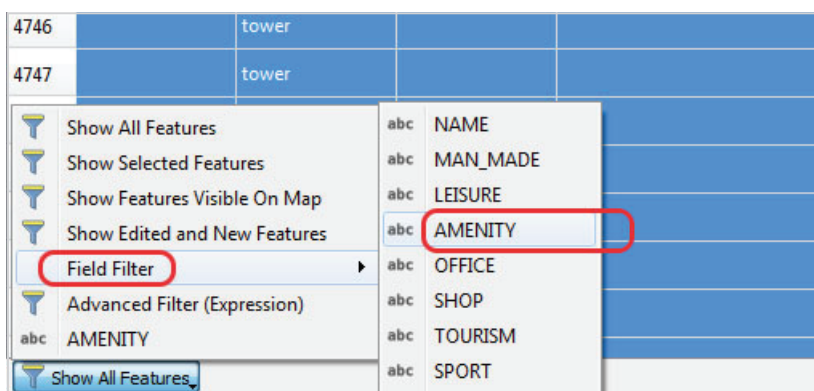 4746 tower
4747 tower
Show All Features
Show Selected Features
Show Features Visible On Map
Show Edited and New Features
Field Filter
Advanced Filter (Expression)
abc AMENITY
Show All Features
abc NAME
abc MAN_MADE
abc LEISURE
abc AMENITY
abc OFFICE
abc SHOP
abc TOURISM
abc SPORT